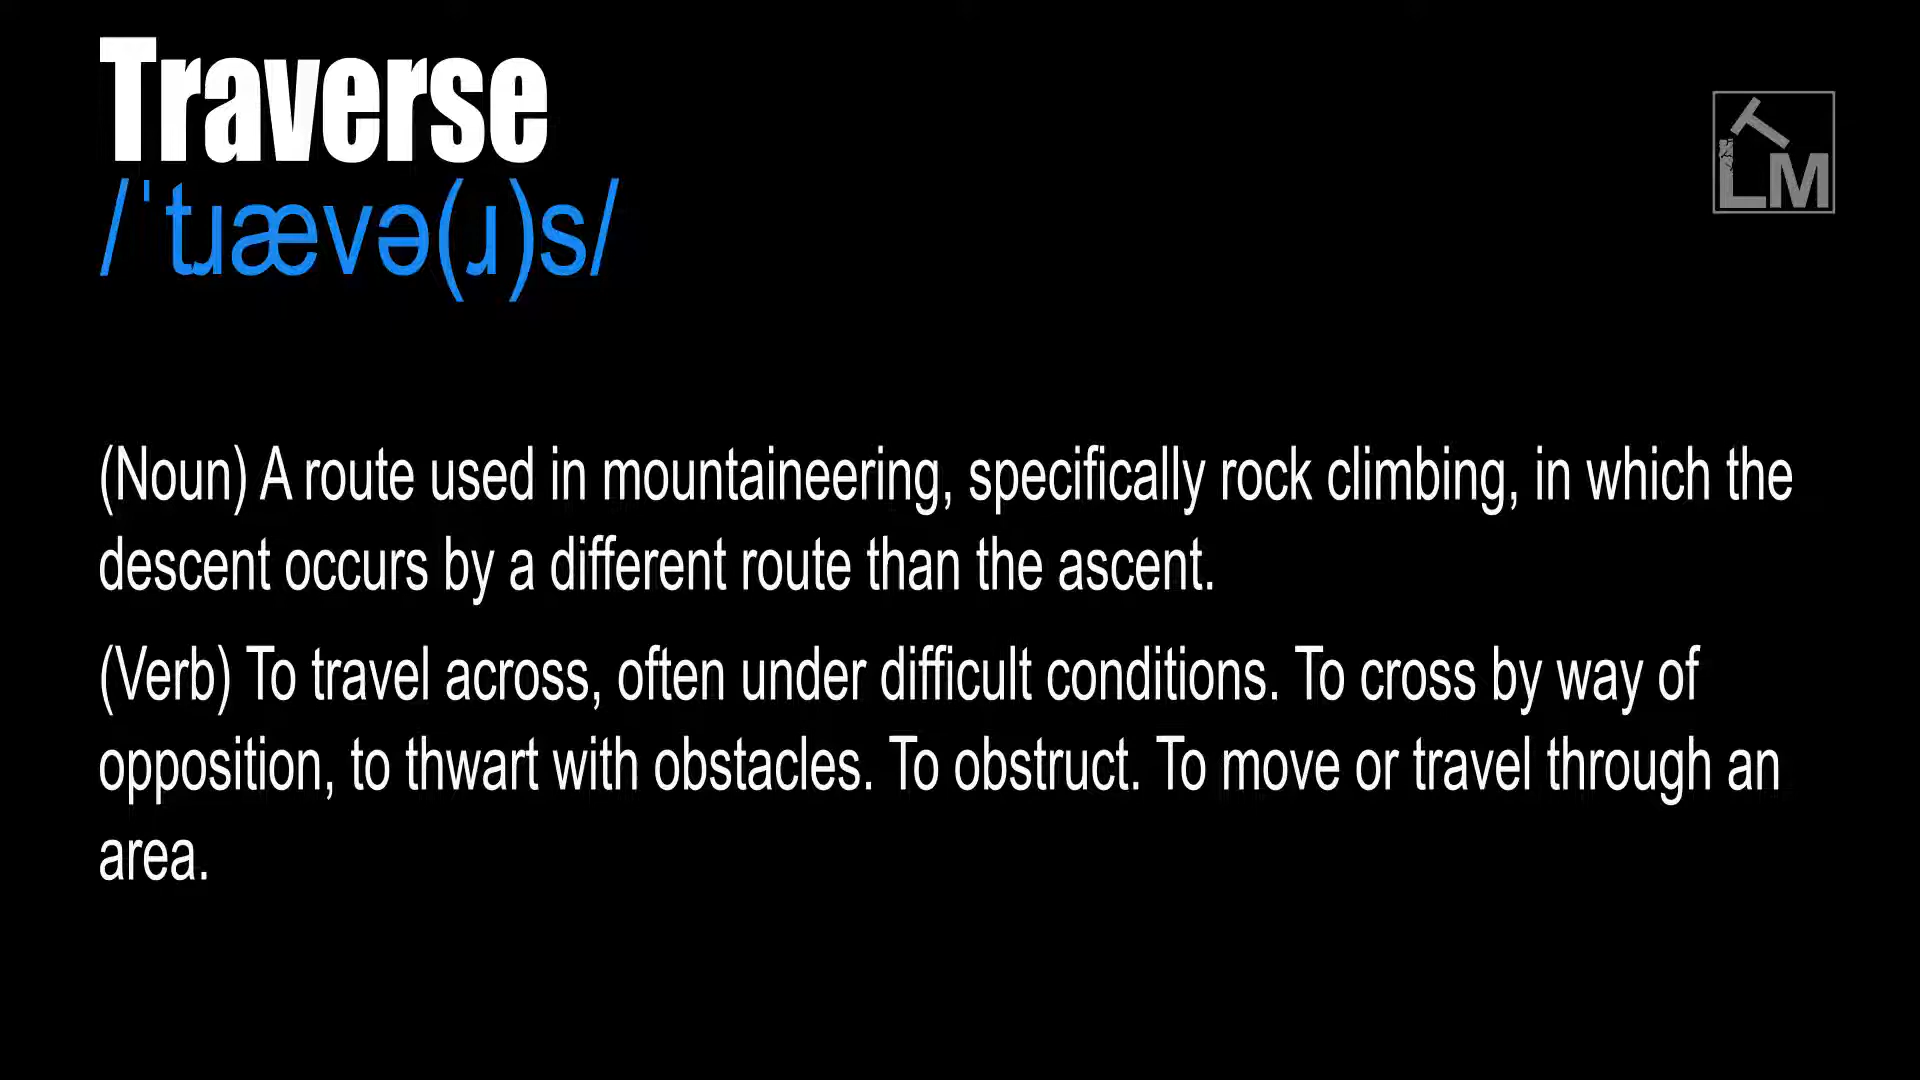 Traverse
/ˈtɹævə(ɹ)s/
TLM
(Noun) A route used in mountaineering, specifically rock climbing, in which the
descent occurs by a different route than the ascent.
(Verb) To travel across, often under difficult conditions. To cross by way of
opposition, to thwart with obstacles. To obstruct. To move or travel through an
area.